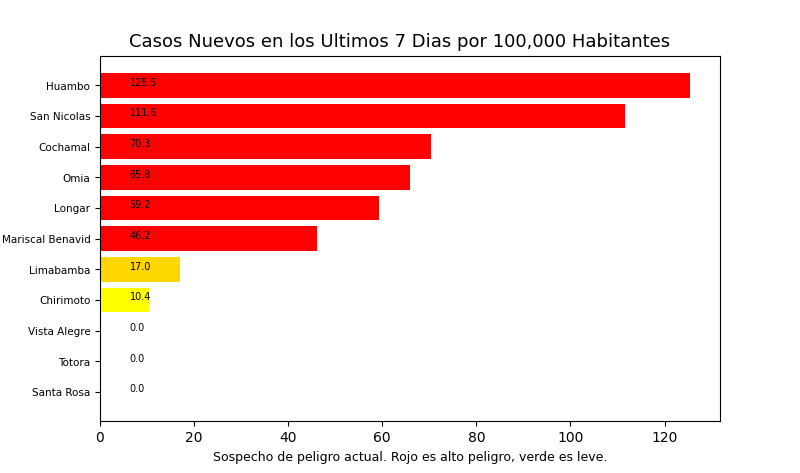 Casos Nuevos en los Ultimos 7 Dias por 100,000 Habitantes
Huambo 125.5
San Nicolas 111.6
Cochamal 70.3
Omia 65.8
Longar 59.2
Mariscal Benavid 46.2
Limabamba 17.0
Chirimoto 10.4
Vista Alegre 0.0
Totora 0.0
Santa Rosa 0.0
0 20 40 60 80 100 120
Sospecho de peligro actual. Rojo es alto peligro, verde es leve.